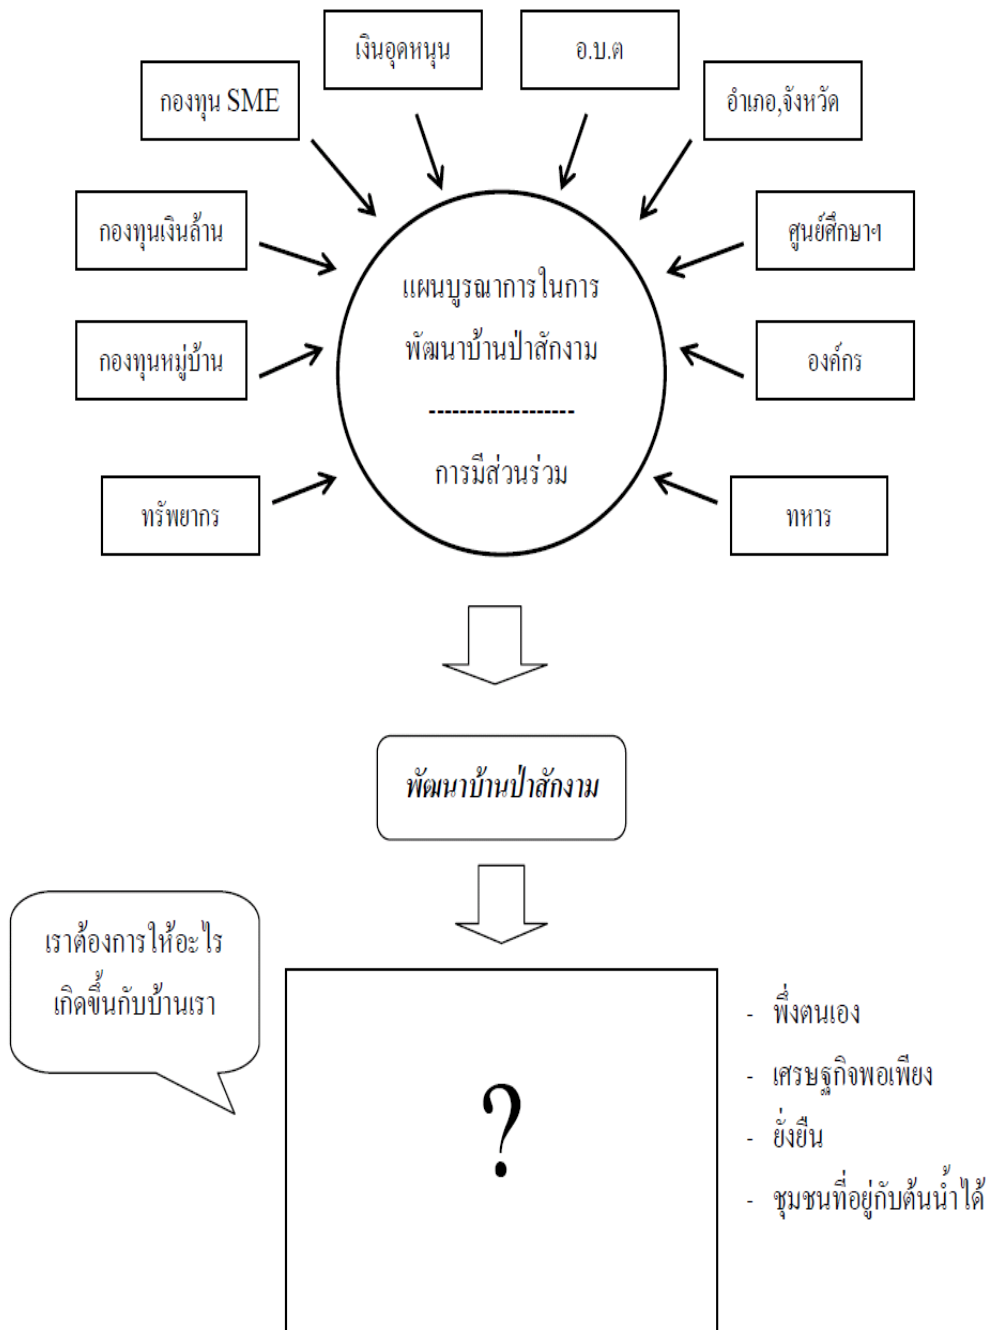 เงินอุดหนุน
อ.บ.ต
กองทุน SME
อำเภอ,จังหวัด
กองทุนเงินล้าน
ศูนย์ศึกษาฯ
แผนบูรณาการในการ
พัฒนาบ้านป่าสักงาม
-------------------
การมีส่วนร่วม
กองทุนหมู่บ้าน
องค์กร
ทรัพยากร
ทหาร
พัฒนาบ้านป่าสักงาม
เราต้องการให้อะไร
เกิดขึ้นกับบ้านเรา
?
- พึ่งตนเอง
- เศรษฐกิจพอเพียง
- ยั่งยืน
- ชุมชนที่อยู่กับต้นน้ำได้